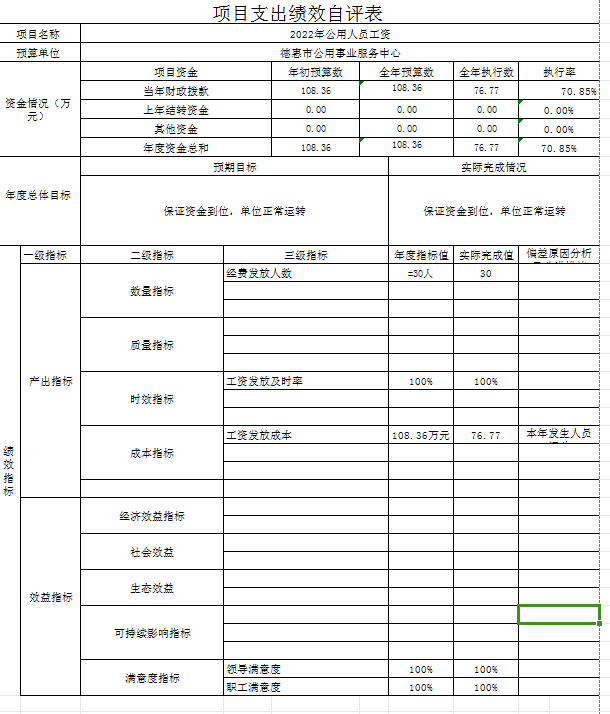 项目支出绩效自评表
项目名称 2022年公用人员工资
预算单位 德惠市公用事业服务中心
资金情况（万元） 项目资金 年初预算数 全年预算数 全年执行数 执行率
当年财政拨款 108.36 108.36 76.77 70.85%
上年结转资金 0.00 0.00 0.00 0.00%
其他资金 0.00 0.00 0.00 0.00%
年度资金总和 108.36 108.36 76.77 70.85%
年度总体目标 预期目标 实际完成情况
保证资金到位，单位正常运转 保证资金到位，单位正常运转
绩效指标 一级指标 二级指标 三级指标 年度指标值 实际完成值 偏差原因分析
产出指标 数量指标 经费发放人数 =30人 30
质量指标
时效指标 工资发放及时率 100% 100%
成本指标 工资发放成本 108.36万元 76.77 本年发生人员
效益指标 经济效益指标
社会效益
生态效益
可持续影响指标
满意度指标 领导满意度 100% 100%
职工满意度 100% 100%